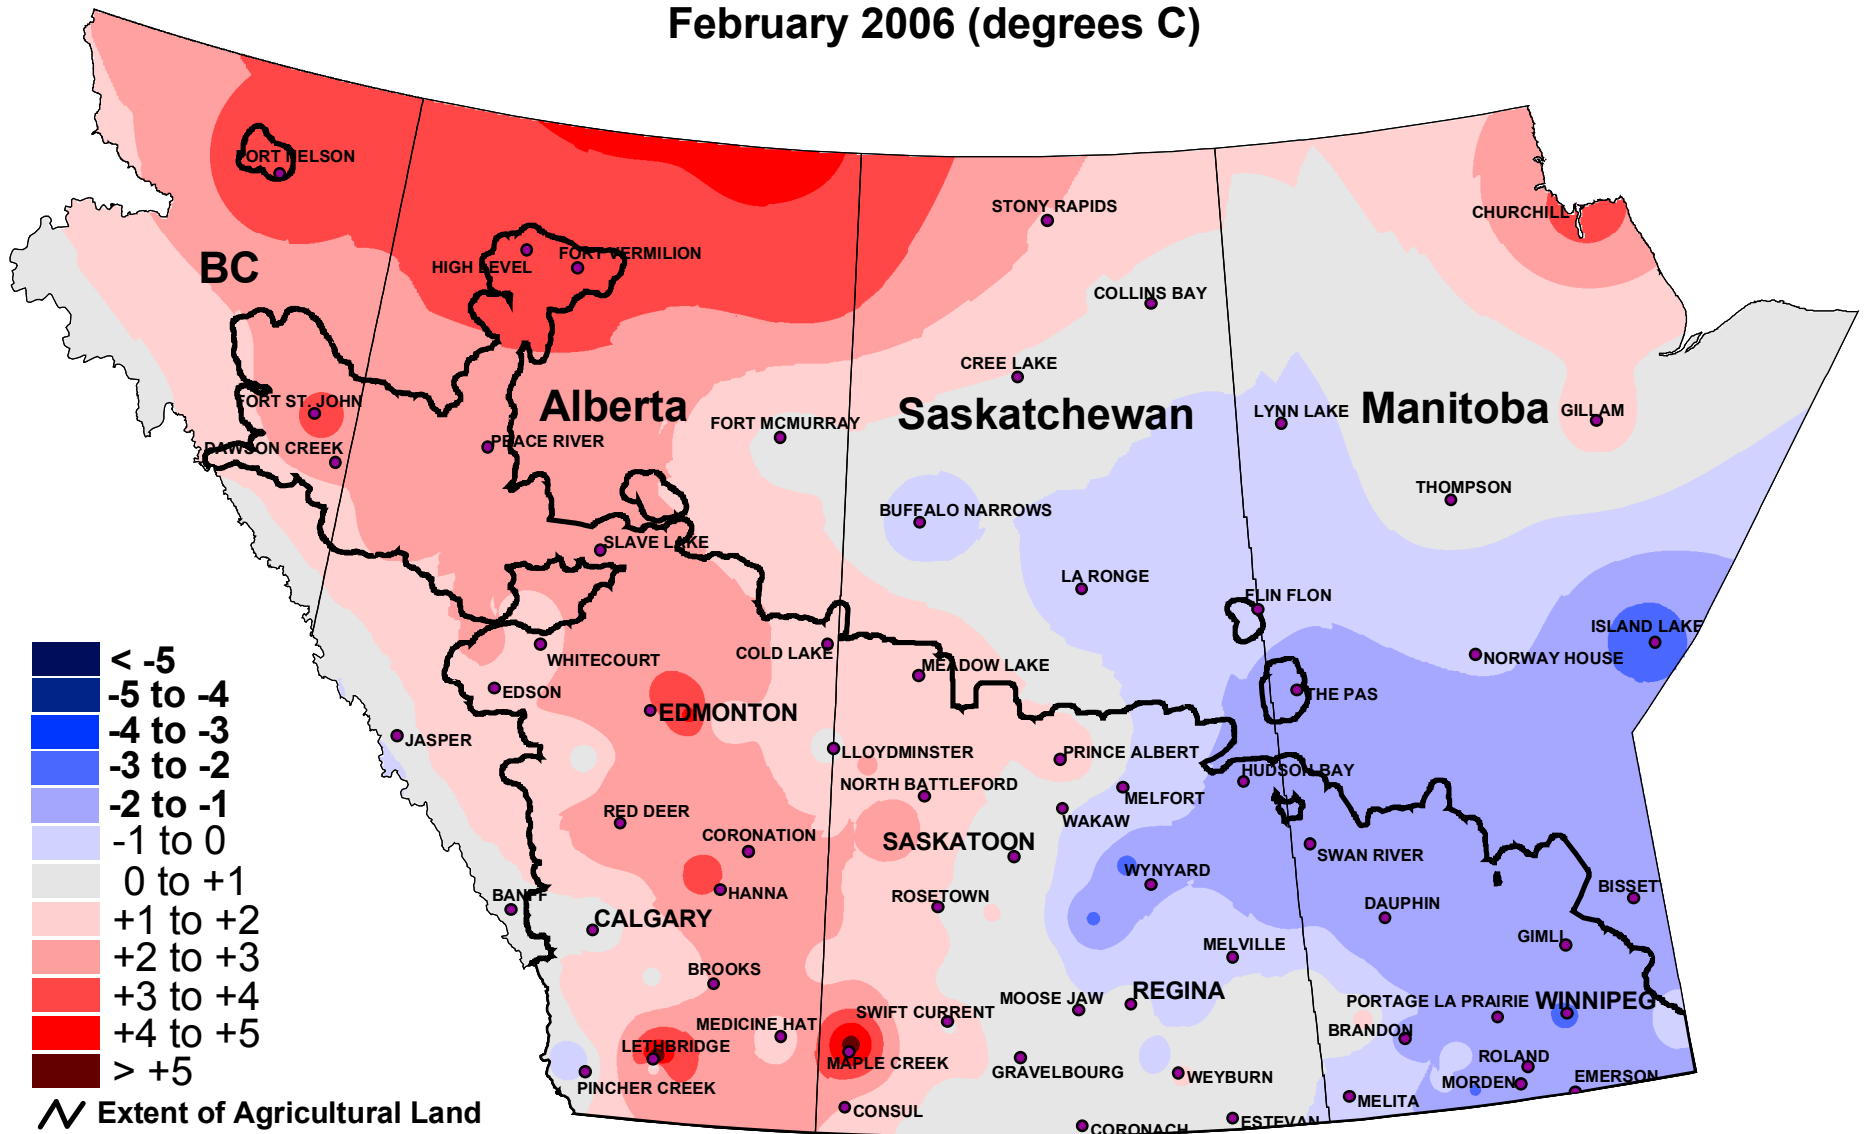 February 2006 (degrees C)
FORT NELSON
STONY RAPIDS
CHURCHILL
BC
HIGH LEVEL
FORT VERMILION
COLLINS BAY
CREE LAKE
FORT ST. JOHN
Alberta
Saskatchewan
Manitoba
LYNN LAKE
GILLAM
FORT MCMURRAY
DAWSON CREEK
PEACE RIVER
THOMPSON
BUFFALO NARROWS
SLAVE LAKE
LA RONGE
FLIN FLON
ISLAND LAKE
WHITECOURT
COLD LAKE
MEADOW LAKE
NORWAY HOUSE
EDSON
THE PAS
EDMONTON
JASPER
LLOYDMINSTER
PRINCE ALBERT
HUDSON BAY
NORTH BATTLEFORD
MELFORT
RED DEER
WAKAW
CORONATION
SASKATOON
SWAN RIVER
WYNYARD
BANFF
HANNA
ROSETOWN
BISSET
CALGARY
DAUPHIN
GIMLI
MELVILLE
BROOKS
REGINA
MOOSE JAW
PORTAGE LA PRAIRIE
WINNIPEG
SWIFT CURRENT
MEDICINE HAT
BRANDON
LETHBRIDGE
MAPLE CREEK
GRAVELBOURG
ROLAND
PINCHER CREEK
WEYBURN
MORDEN
EMERSON
MELITA
CONSUL
ESTEVAN
CORONACH
< -5
-5 to -4
-4 to -3
-3 to -2
-2 to -1
-1 to 0
0 to +1
+1 to +2
+2 to +3
+3 to +4
+4 to +5
> +5
Extent of Agricultural Land